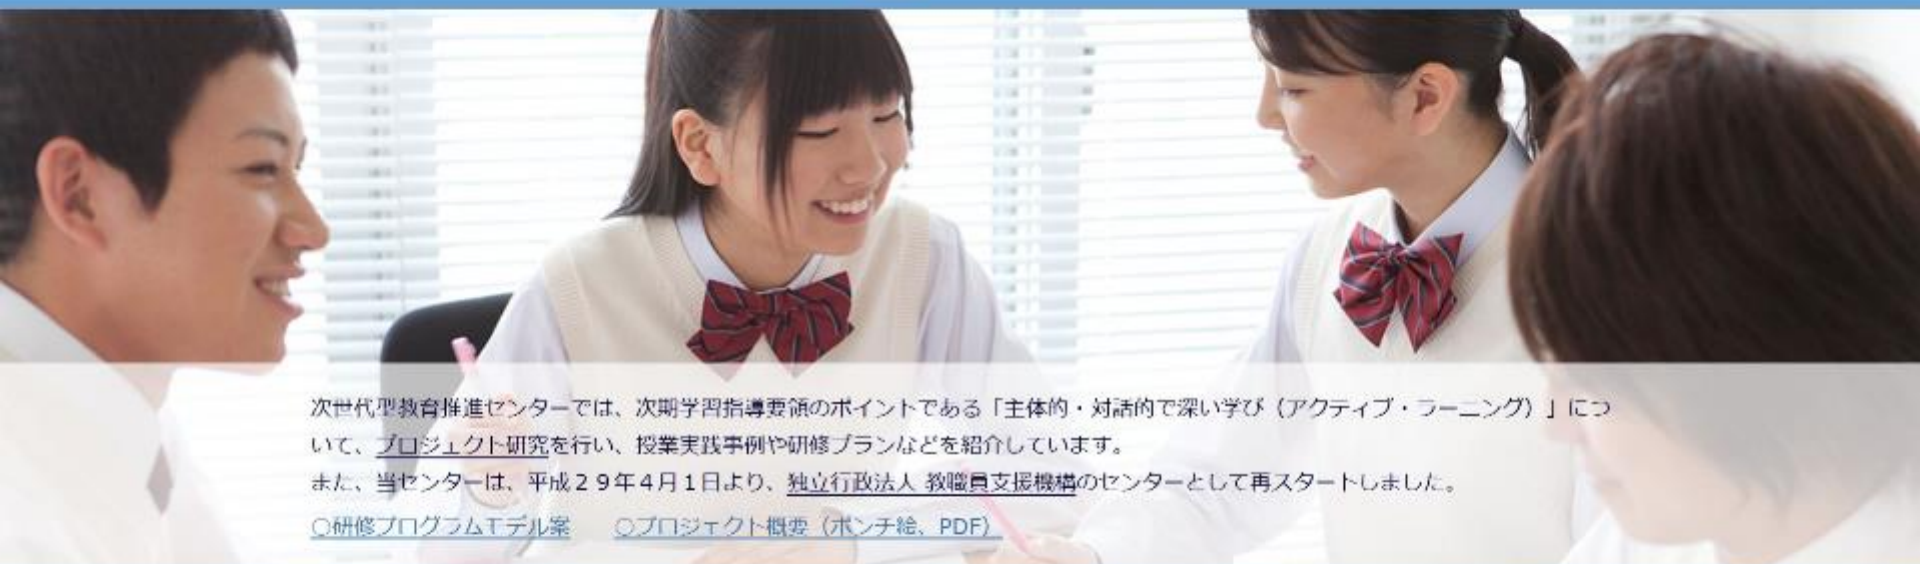 次世代型教育推進センターでは、次期学習指導要領のポイントである「主体的・対話的で深い学び（アクティブ・ラーニング）」につ
いて、プロジェクト研究を行い、授業実践事例や研修プランなどを紹介しています。
また、当センターは、平成２９年４月１日より、独立行政法人 教職員支援機構のセンターとして再スタートしました。
○研修プログラムモデル案　　○プロジェクト概要（ポンチ絵、PDF）